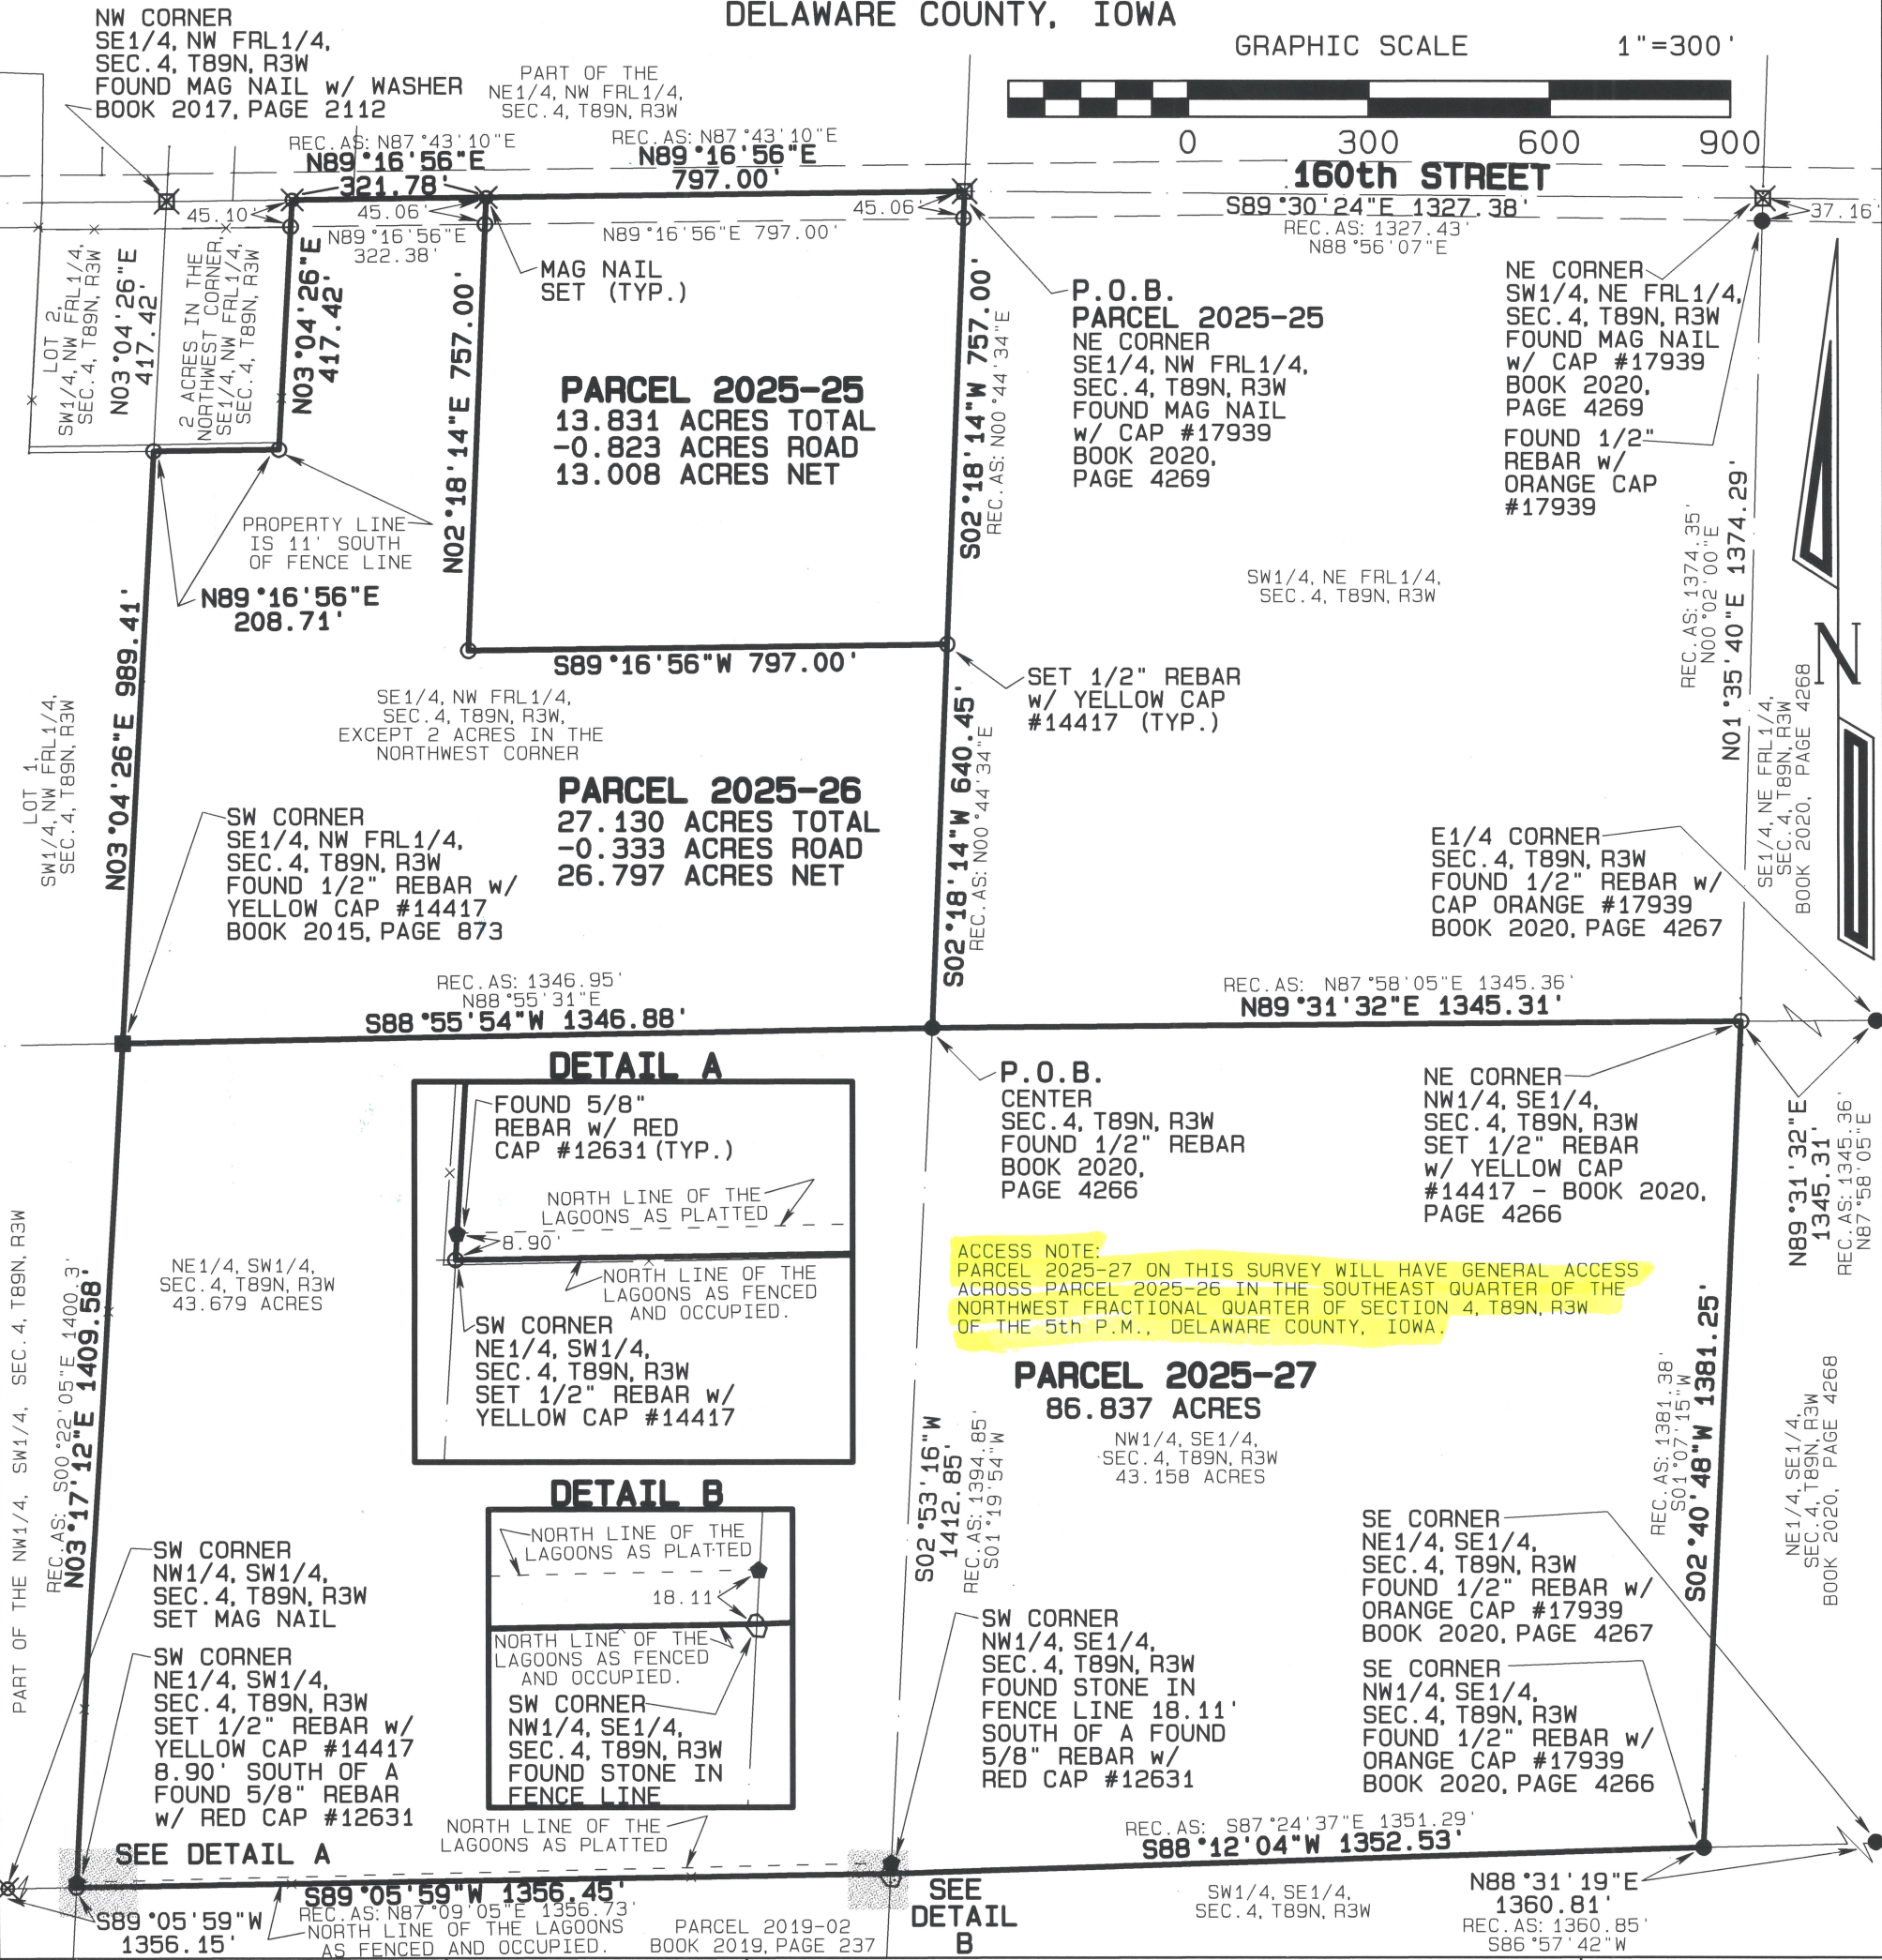 DELAWARE COUNTY, IOWA
NW CORNER
SE1/4, NW FRL1/4,
SEC.4, T89N, R3W
FOUND MAG NAIL w/ WASHER
BOOK 2017, PAGE 2112
PART OF THE
NE1/4, NW FRL1/4,
SEC.4, T89N, R3W
GRAPHIC SCALE 1"=300'
0 300 600 900
REC.AS: N87°43'10"E
N89°16'56"E
321.78'
REC.AS: N87°43'10"E
N89°16'56"E
797.00'
160th STREET
S89°30'24"E 1327.38'
REC.AS: 1327.43'
N88°56'07"E
45.10'
45.06'
45.06'
37.16'
N89°16'56"E
322.38'
N89°16'56"E 797.00'
MAG NAIL
SET (TYP.)
LOT 2,
SW1/4, NW FRL1/4,
SEC.4, T89N, R3W
N03°04'26"E
417.42'
2 ACRES IN THE
NORTHWEST CORNER,
SE1/4, NW FRL1/4,
SEC.4, T89N, R3W
N03°04'26"E
417.42'
N02°18'14"E 757.00'
PARCEL 2025-25
13.831 ACRES TOTAL
-0.823 ACRES ROAD
13.008 ACRES NET
S02°18'14"W 757.00'
REC.AS: N00°44'34"E
P.O.B.
PARCEL 2025-25
NE CORNER
SE1/4, NW FRL1/4,
SEC.4, T89N, R3W
FOUND MAG NAIL
w/ CAP #17939
BOOK 2020,
PAGE 4269
NE CORNER
SW1/4, NE FRL1/4,
SEC.4, T89N, R3W
FOUND MAG NAIL
w/ CAP #17939
BOOK 2020,
PAGE 4269
FOUND 1/2"
REBAR w/
ORANGE CAP
#17939
PROPERTY LINE
IS 11' SOUTH
OF FENCE LINE
N89°16'56"E
208.71'
S89°16'56"W 797.00'
SW1/4, NE FRL1/4,
SEC.4, T89N, R3W
REC.AS: 1374.35'
N00°02'00"E
N01°35'40"E 1374.29'
N
SE1/4, NE FRL1/4,
SEC.4, T89N, R3W
BOOK 2020, PAGE 4268
SET 1/2" REBAR
w/ YELLOW CAP
#14417 (TYP.)
LOT 1,
SW1/4, NW FRL1/4,
SEC.4, T89N, R3W
N03°04'26"E 989.41'
SE1/4, NW FRL1/4,
SEC.4, T89N, R3W,
EXCEPT 2 ACRES IN THE
NORTHWEST CORNER
PARCEL 2025-26
27.130 ACRES TOTAL
-0.333 ACRES ROAD
26.797 ACRES NET
S02°18'14"W 640.45'
REC.AS: N00°44'34"E
SW CORNER
SE1/4, NW FRL1/4,
SEC.4, T89N, R3W
FOUND 1/2" REBAR w/
YELLOW CAP #14417
BOOK 2015, PAGE 873
E1/4 CORNER
SEC.4, T89N, R3W
FOUND 1/2" REBAR w/
CAP ORANGE #17939
BOOK 2020, PAGE 4267
REC.AS: 1346.95'
N88°55'31"E
S88°55'54"W 1346.88'
REC.AS: N87°58'05"E 1345.36'
N89°31'32"E 1345.31'
DETAIL A
FOUND 5/8"
REBAR w/ RED
CAP #12631(TYP.)
NORTH LINE OF THE
LAGOONS AS PLATTED
8.90'
NORTH LINE OF THE
LAGOONS AS FENCED
AND OCCUPIED.
SW CORNER
NE1/4, SW1/4,
SEC.4, T89N, R3W
SET 1/2" REBAR w/
YELLOW CAP #14417
P.O.B.
CENTER
SEC.4, T89N, R3W
FOUND 1/2" REBAR
BOOK 2020,
PAGE 4266
NE CORNER
NW1/4, SE1/4,
SEC.4, T89N, R3W
SET 1/2" REBAR
w/ YELLOW CAP
#14417 - BOOK 2020,
PAGE 4266
N89°31'32"E
1345.31'
REC.AS: 1345.36'
N87°58'05"E
ACCESS NOTE:
PARCEL 2025-27 ON THIS SURVEY WILL HAVE GENERAL ACCESS
ACROSS PARCEL 2025-26 IN THE SOUTHEAST QUARTER OF THE
NORTHWEST FRACTIONAL QUARTER OF SECTION 4, T89N, R3W
OF THE 5th P.M., DELAWARE COUNTY, IOWA.
PARCEL 2025-27
86.837 ACRES
NW1/4, SE1/4,
SEC.4, T89N, R3W
43.158 ACRES
PART OF THE NW1/4, SW1/4, SEC.4, T89N, R3W
REC.AS: S00°22'05"E 1400.3'
N03°17'12"E 1409.58'
NE1/4, SW1/4,
SEC.4, T89N, R3W
43.679 ACRES
S02°53'16"W
1412.85'
REC.AS: 1394.85'
S01°19'54"W
REC.AS: 1381.38'
S01°07'15"W
S02°40'48"W 1381.25'
NE1/4, SE1/4,
SEC.4, T89N, R3W
BOOK 2020, PAGE 4268
DETAIL B
NORTH LINE OF THE
LAGOONS AS PLATTED
18.11'
NORTH LINE OF THE
LAGOONS AS FENCED
AND OCCUPIED.
SW CORNER
NW1/4, SE1/4,
SEC.4, T89N, R3W
FOUND STONE IN
FENCE LINE
SW CORNER
NW1/4, SW1/4,
SEC.4, T89N, R3W
SET MAG NAIL
SW CORNER
NE1/4, SW1/4,
SEC.4, T89N, R3W
SET 1/2" REBAR w/
YELLOW CAP #14417
8.90' SOUTH OF A
FOUND 5/8" REBAR
w/ RED CAP #12631
SW CORNER
NW1/4, SE1/4,
SEC.4, T89N, R3W
FOUND STONE IN
FENCE LINE 18.11'
SOUTH OF A FOUND
5/8" REBAR w/
RED CAP #12631
SE CORNER
NE1/4, SE1/4,
SEC.4, T89N, R3W
FOUND 1/2" REBAR w/
ORANGE CAP #17939
BOOK 2020, PAGE 4267
SE CORNER
NW1/4, SE1/4,
SEC.4, T89N, R3W
FOUND 1/2" REBAR w/
ORANGE CAP #17939
BOOK 2020, PAGE 4266
NORTH LINE OF THE
LAGOONS AS PLATTED
SEE DETAIL A
REC.AS: S87°24'37"E 1351.29'
S88°12'04"W 1352.53'
S89°05'59"W 1356.45'
REC.AS: N87°09'05"E 1356.73'
S89°05'59"W
1356.15'
NORTH LINE OF THE LAGOONS
AS FENCED AND OCCUPIED.
PARCEL 2019-02
BOOK 2019, PAGE 237
SEE
DETAIL
B
SW1/4, SE1/4,
SEC.4, T89N, R3W
N88°31'19"E
1360.81'
REC.AS: 1360.85'
S86°57'42"W